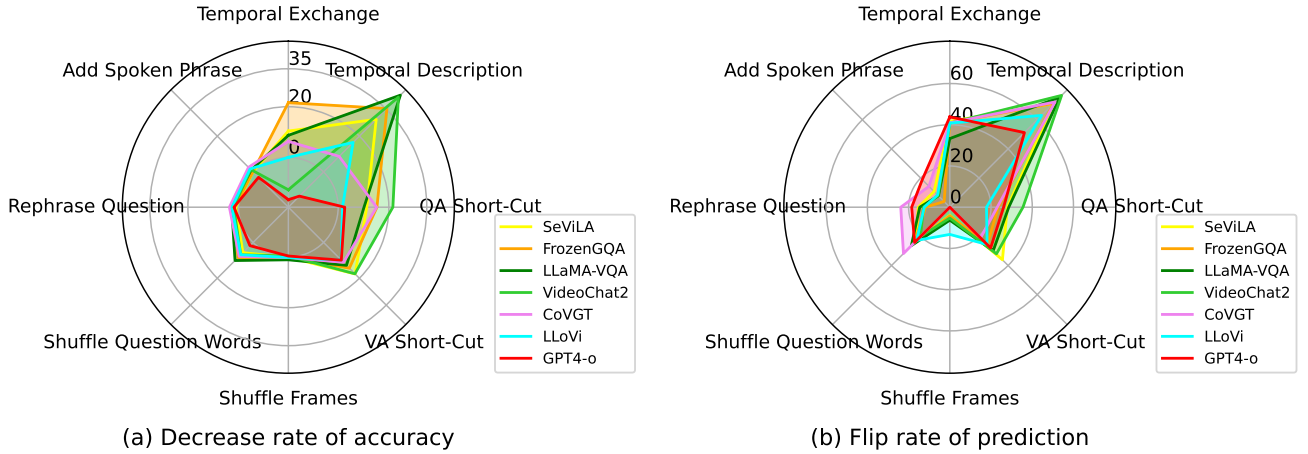 Temporal Exchange
Add Spoken Phrase
Temporal Description
35
20
0
Rephrase Question
QA Short-Cut
Shuffle Question Words
VA Short-Cut
Shuffle Frames
SeViLA
FrozenGQA
LLaMA-VQA
VideoChat2
CoVGT
LLoVi
GPT4-o
(a) Decrease rate of accuracy
Temporal Exchange
Add Spoken Phrase
Temporal Description
60
40
20
0
Rephrase Question
QA Short-Cut
Shuffle Question Words
VA Short-Cut
Shuffle Frames
SeViLA
FrozenGQA
LLaMA-VQA
VideoChat2
CoVGT
LLoVi
GPT4-o
(b) Flip rate of prediction